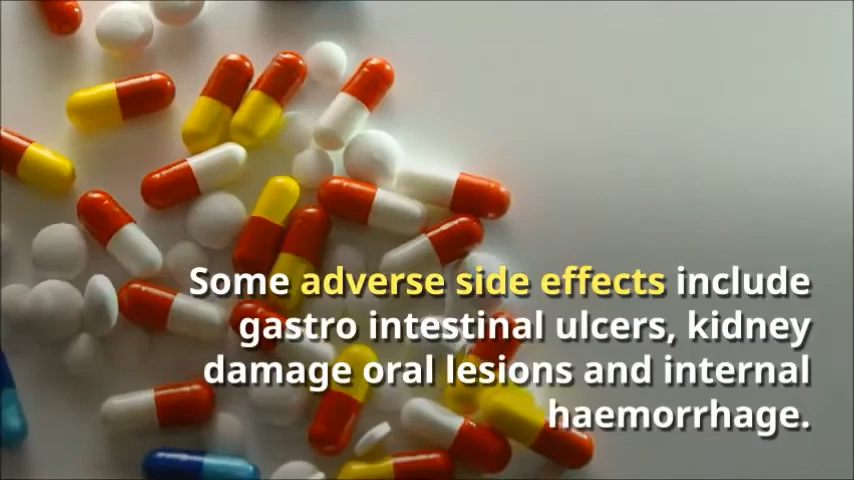 Some adverse side effects include
gastro intestinal ulcers, kidney
damage oral lesions and internal
haemorrhage.